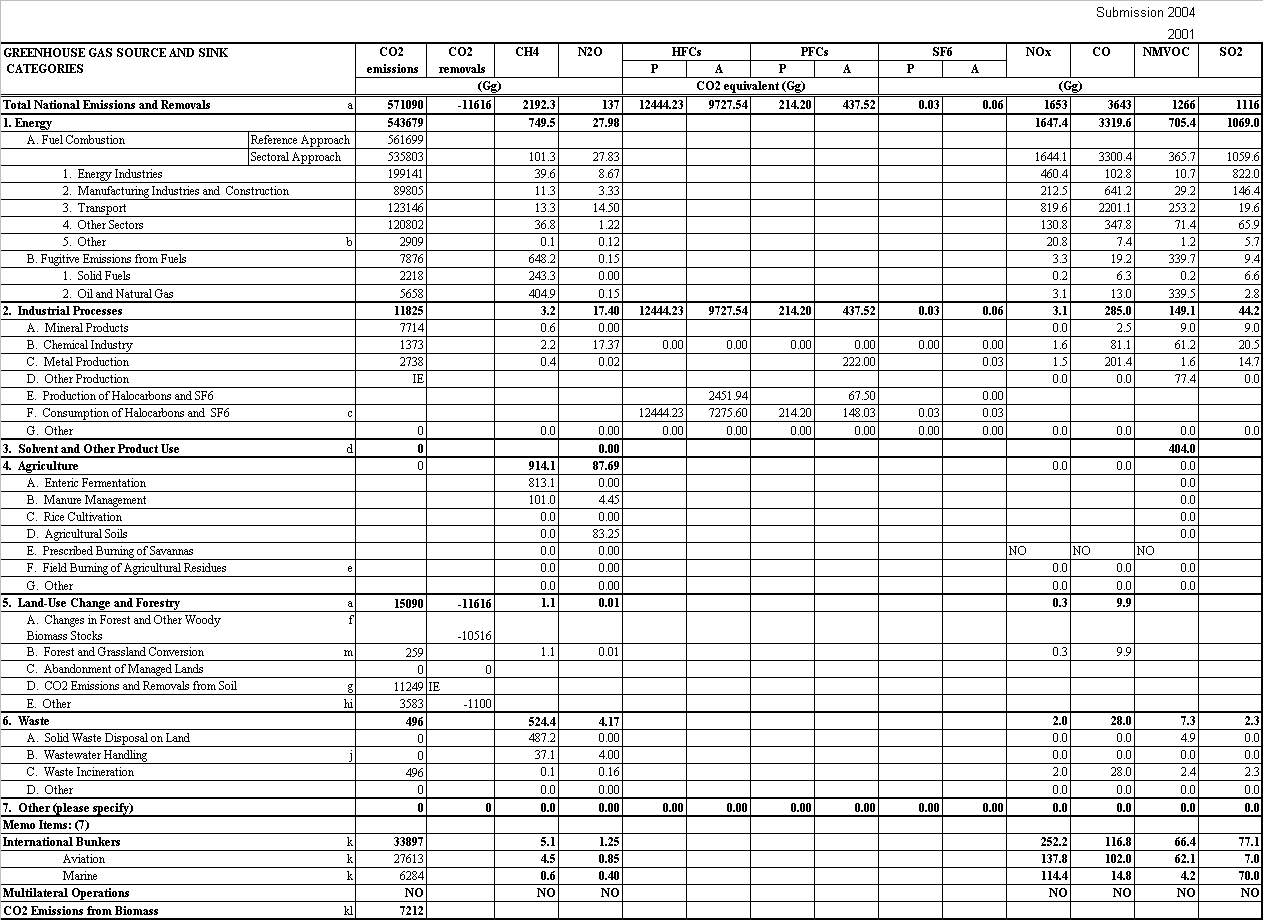 Submission 2004
2001
GREENHOUSE GAS SOURCE AND SINK CO2 CO2 CH4 N2O HFCs PFCs SF6 NOx CO NMVOC SO2
CATEGORIES emissions removals P A P A P A
(Gg) CO2 equivalent (Gg) (Gg)
Total National Emissions and Removals a 571090 -11616 2192.3 137 12444.23 9727.54 214.20 437.52 0.03 0.06 1653 3643 1266 1116
1. Energy 543679 749.5 27.98 1647.4 3319.6 705.4 1069.0
A. Fuel Combustion Reference Approach 561699
Sectoral Approach 535803 101.3 27.83 1644.1 3300.4 365.7 1059.6
1. Energy Industries 199141 39.6 8.67 460.4 102.8 10.7 822.0
2. Manufacturing Industries and Construction 89805 11.3 3.33 212.5 641.2 29.2 146.4
3. Transport 123146 13.3 14.50 819.6 2201.1 253.2 19.6
4. Other Sectors 120802 36.8 1.22 130.8 347.8 71.4 65.9
5. Other b 2909 0.1 0.12 20.8 7.4 1.2 5.7
B. Fugitive Emissions from Fuels 7876 648.2 0.15 3.3 19.2 339.7 9.4
1. Solid Fuels 2218 243.3 0.00 0.2 6.3 0.2 6.6
2. Oil and Natural Gas 5658 404.9 0.15 3.1 13.0 339.5 2.8
2. Industrial Processes 11825 3.2 17.40 12444.23 9727.54 214.20 437.52 0.03 0.06 3.1 285.0 149.1 44.2
A. Mineral Products 7714 0.6 0.00 0.0 2.5 9.0 9.0
B. Chemical Industry 1373 2.2 17.37 0.00 0.00 0.00 0.00 0.00 0.00 1.6 81.1 61.2 20.5
C. Metal Production 2738 0.4 0.02 222.00 0.03 1.5 201.4 1.6 14.7
D. Other Production IE 0.0 0.0 77.4 0.0
E. Production of Halocarbons and SF6 2451.94 67.50 0.00
F. Consumption of Halocarbons and SF6 c 12444.23 7275.60 214.20 148.03 0.03 0.03
G. Other 0 0.0 0.00 0.00 0.00 0.00 0.00 0.00 0.00 0.0 0.0 0.0 0.0
3. Solvent and Other Product Use d 0 0.00 404.0
4. Agriculture 0 914.1 87.69 0.0 0.0 0.0
A. Enteric Fermentation 813.1 0.00 0.0
B. Manure Management 101.0 4.45 0.0
C. Rice Cultivation 0.0 0.00 0.0
D. Agricultural Soils 0.0 83.25 0.0
E. Prescribed Burning of Savannas 0.0 0.00 NO NO NO
F. Field Burning of Agricultural Residues e 0.0 0.00 0.0 0.0 0.0
G. Other 0.0 0.00 0.0 0.0 0.0
5. Land-Use Change and Forestry a 15090 -11616 1.1 0.01 0.3 9.9
A. Changes in Forest and Other Woody f
Biomass Stocks -10516
B. Forest and Grassland Conversion m 259 1.1 0.01 0.3 9.9
C. Abandonment of Managed Lands 0 0
D. CO2 Emissions and Removals from Soil g 11249 IE
E. Other hi 3583 -1100
6. Waste 496 524.4 4.17 2.0 28.0 7.3 2.3
A. Solid Waste Disposal on Land 0 487.2 0.00 0.0 0.0 4.9 0.0
B. Wastewater Handling j 0 37.1 4.00 0.0 0.0 0.0 0.0
C. Waste Incineration 496 0.1 0.16 2.0 28.0 2.4 2.3
D. Other 0 0.0 0.00 0.0 0.0 0.0 0.0
7. Other (please specify) 0 0 0.0 0.00 0.00 0.00 0.00 0.00 0.00 0.00 0.0 0.0 0.0 0.0
Memo Items: (7)
International Bunkers k 33897 5.1 1.25 252.2 116.8 66.4 77.1
Aviation k 27613 4.5 0.85 137.8 102.0 62.1 7.0
Marine k 6284 0.6 0.40 114.4 14.8 4.2 70.0
Multilateral Operations NO NO NO NO NO NO NO
CO2 Emissions from Biomass kl 7212